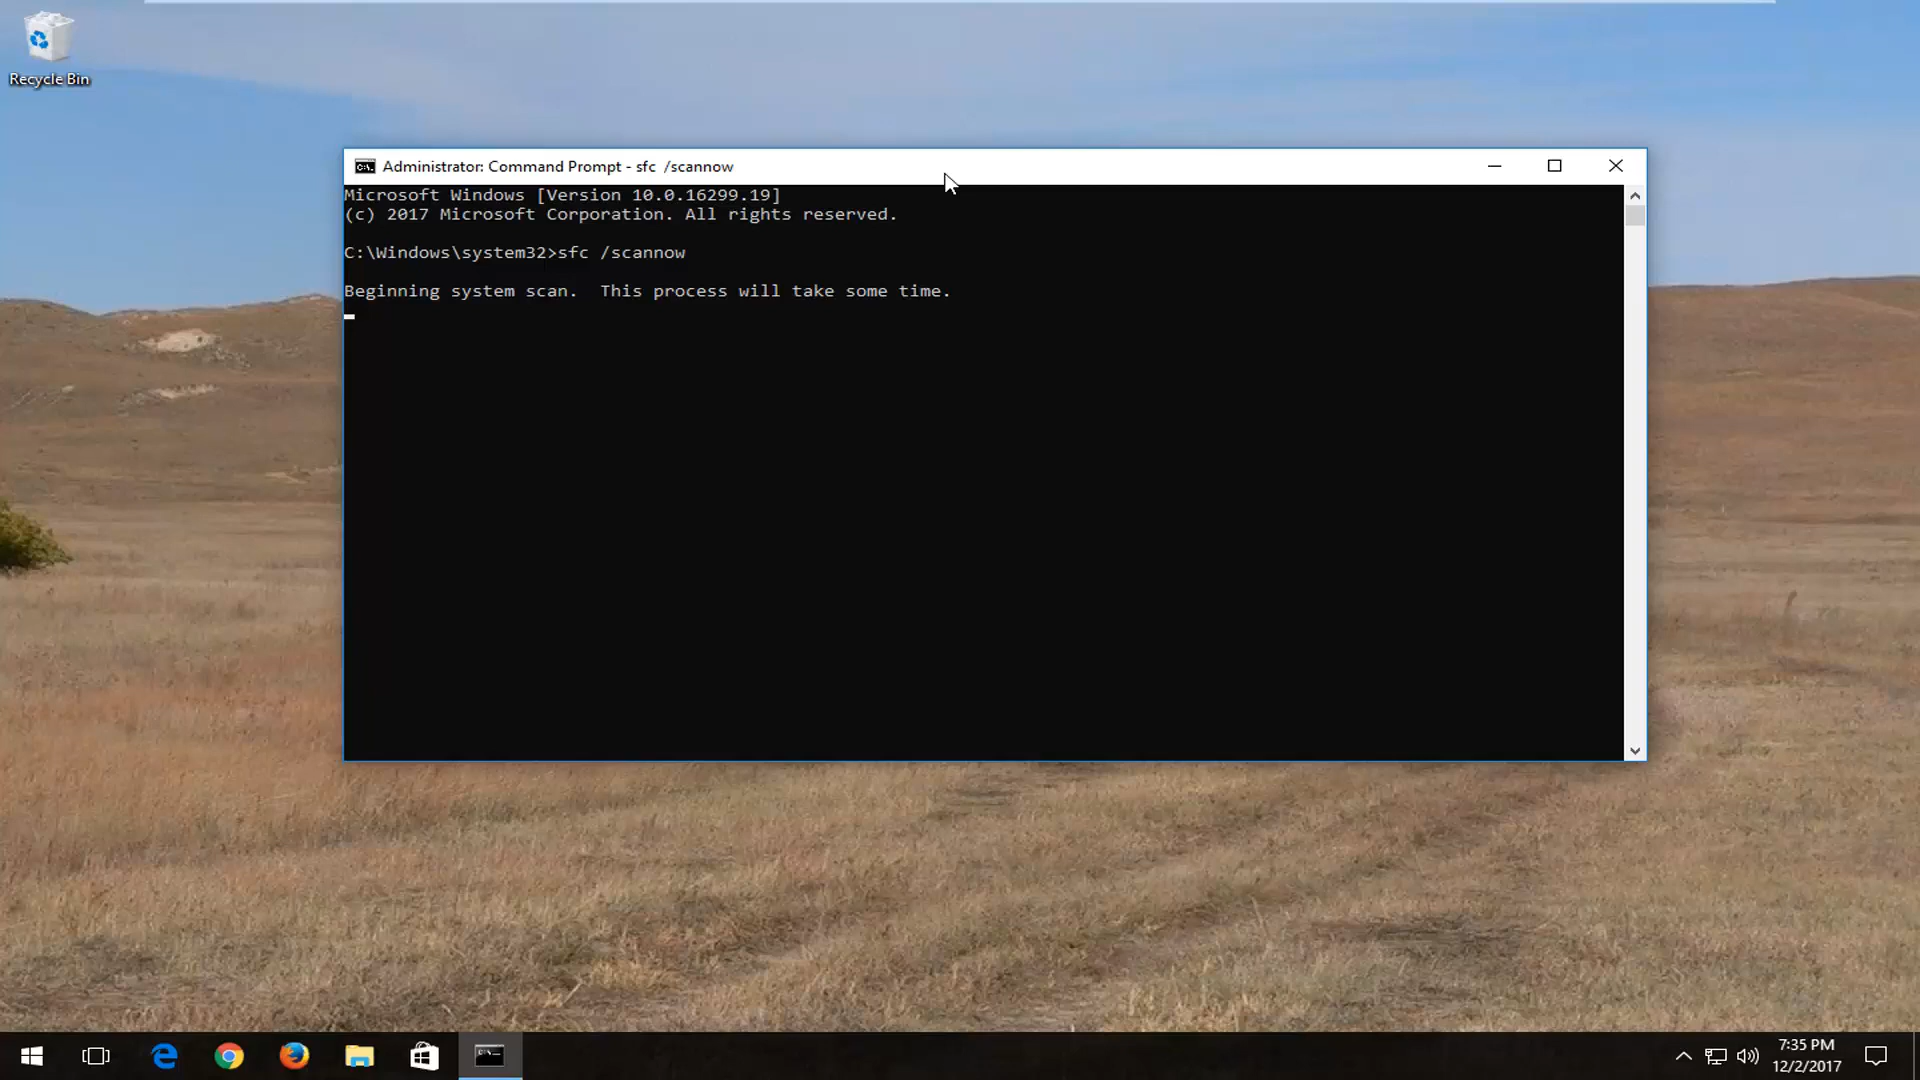 Recycle Bin
Administrator: Command Prompt - sfc  /scannow
Microsoft Windows [Version 10.0.16299.19]
(c) 2017 Microsoft Corporation. All rights reserved.
C:\Windows\system32>sfc /scannow
Beginning system scan.  This process will take some time.
7:35 PM
12/2/2017